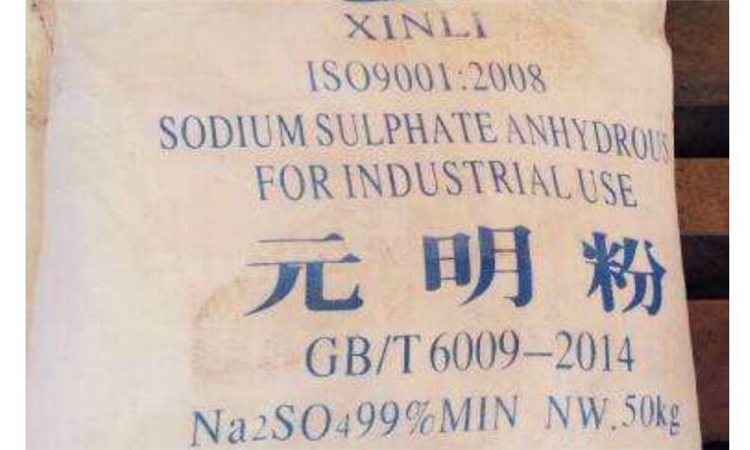 XINLI
ISO9001:2008
SODIUM SULPHATE ANHYDROUS
FOR INDUSTRIAL USE
元明粉
GB/T 6009-2014
Na2SO4 99%MIN NW.50kg